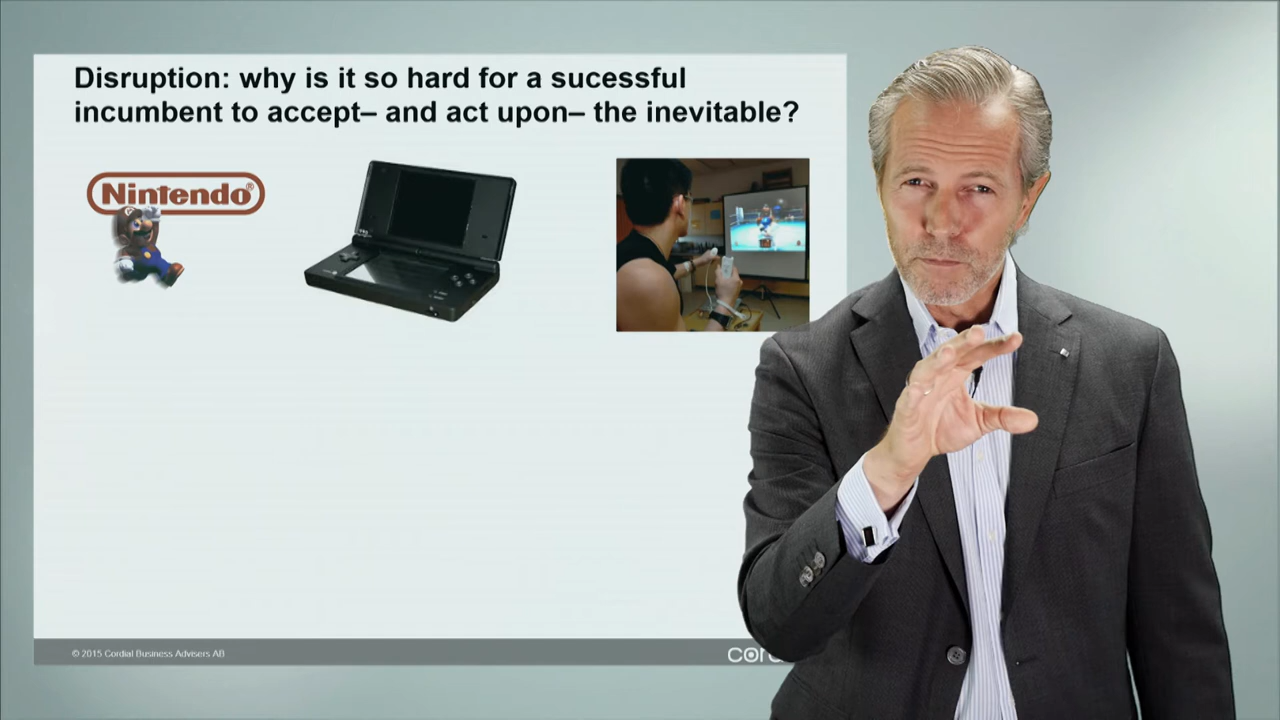 Disruption: why is it so hard for a sucessful
incumbent to accept– and act upon– the inevitable?
Nintendo®
© 2015 Cordial Business Advisers AB